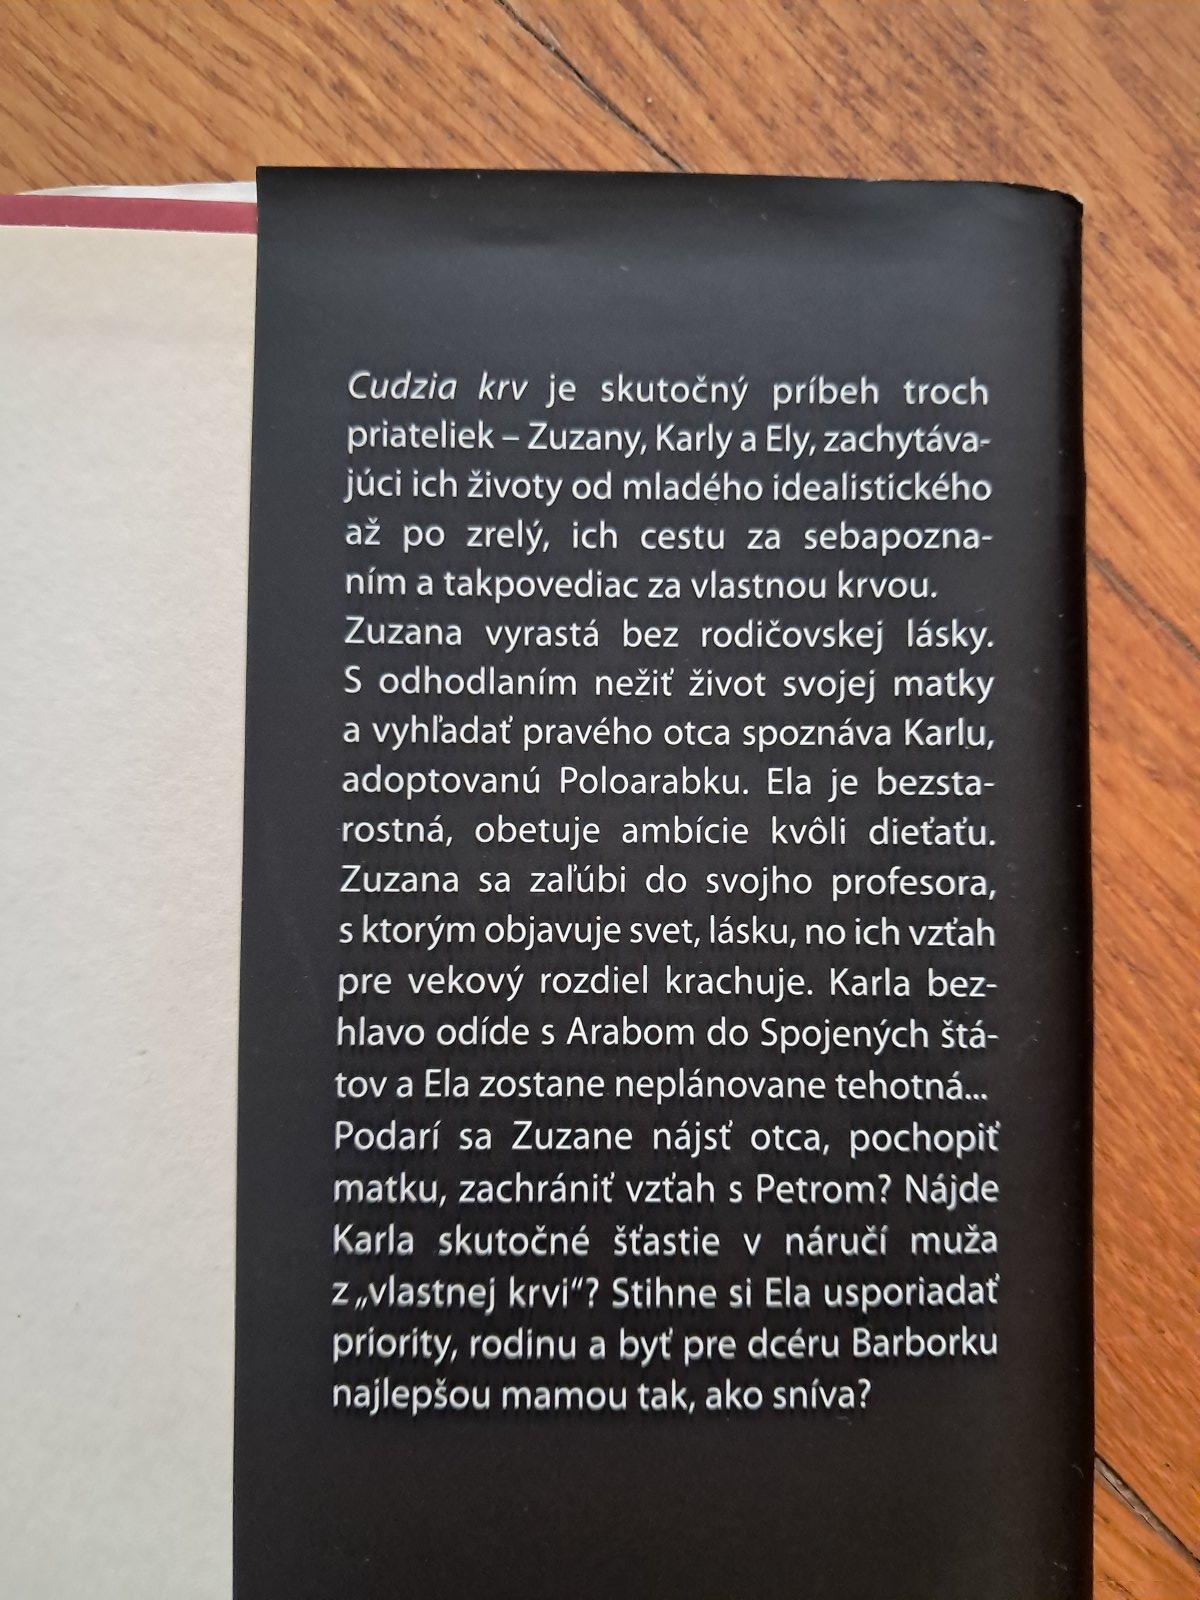 Cudzia krv je skutočný príbeh troch
priateliek – Zuzany, Karly a Ely, zachytáva-
júci ich životy od mladého idealistického
až po zrelý, ich cestu za sebapozna-
ním a takpovediac za vlastnou krvou.
Zuzana vyrastá bez rodičovskej lásky.
S odhodlaním nežiť život svojej matky
a vyhľadať pravého otca spoznáva Karlu,
adoptovanú Poloarabku. Ela je bezsta-
rostná, obetuje ambície kvôli dieťaťu.
Zuzana sa zaľúbi do svojho profesora,
s ktorým objavuje svet, lásku, no ich vzťah
pre vekový rozdiel krachuje. Karla bez-
hlavo odíde s Arabom do Spojených štá-
tov a Ela zostane neplánovane tehotná...
Podarí sa Zuzane nájsť otca, pochopiť
matku, zachrániť vzťah s Petrom? Nájde
Karla skutočné šťastie v náručí muža
z „vlastnej krvi“? Stihne si Ela usporiadať
priority, rodinu a byť pre dcéru Barborku
najlepšou mamou tak, ako sníva?